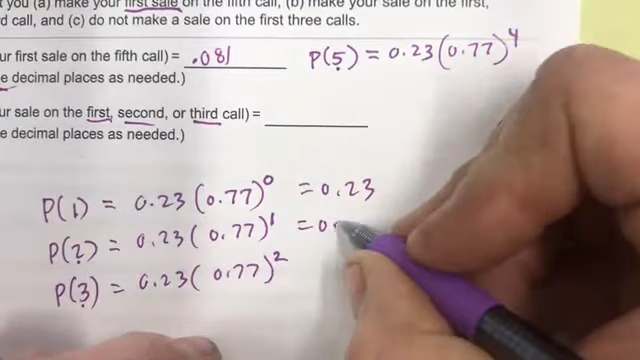 you (a) make your first sale on the fifth call, (b) make your sale on the first,
d call, and (c) do not make a sale on the first three calls.
ur first sale on the fifth call) = .081
P(5) = 0.23(0.77)^4
e decimal places as needed.)
ur sale on the first, second, or third call) =
e decimal places as needed.)
P(1) = 0.23(0.77)^0 = 0.23
P(2) = 0.23(0.77)^1 = 0.
P(3) = 0.23(0.77)^2